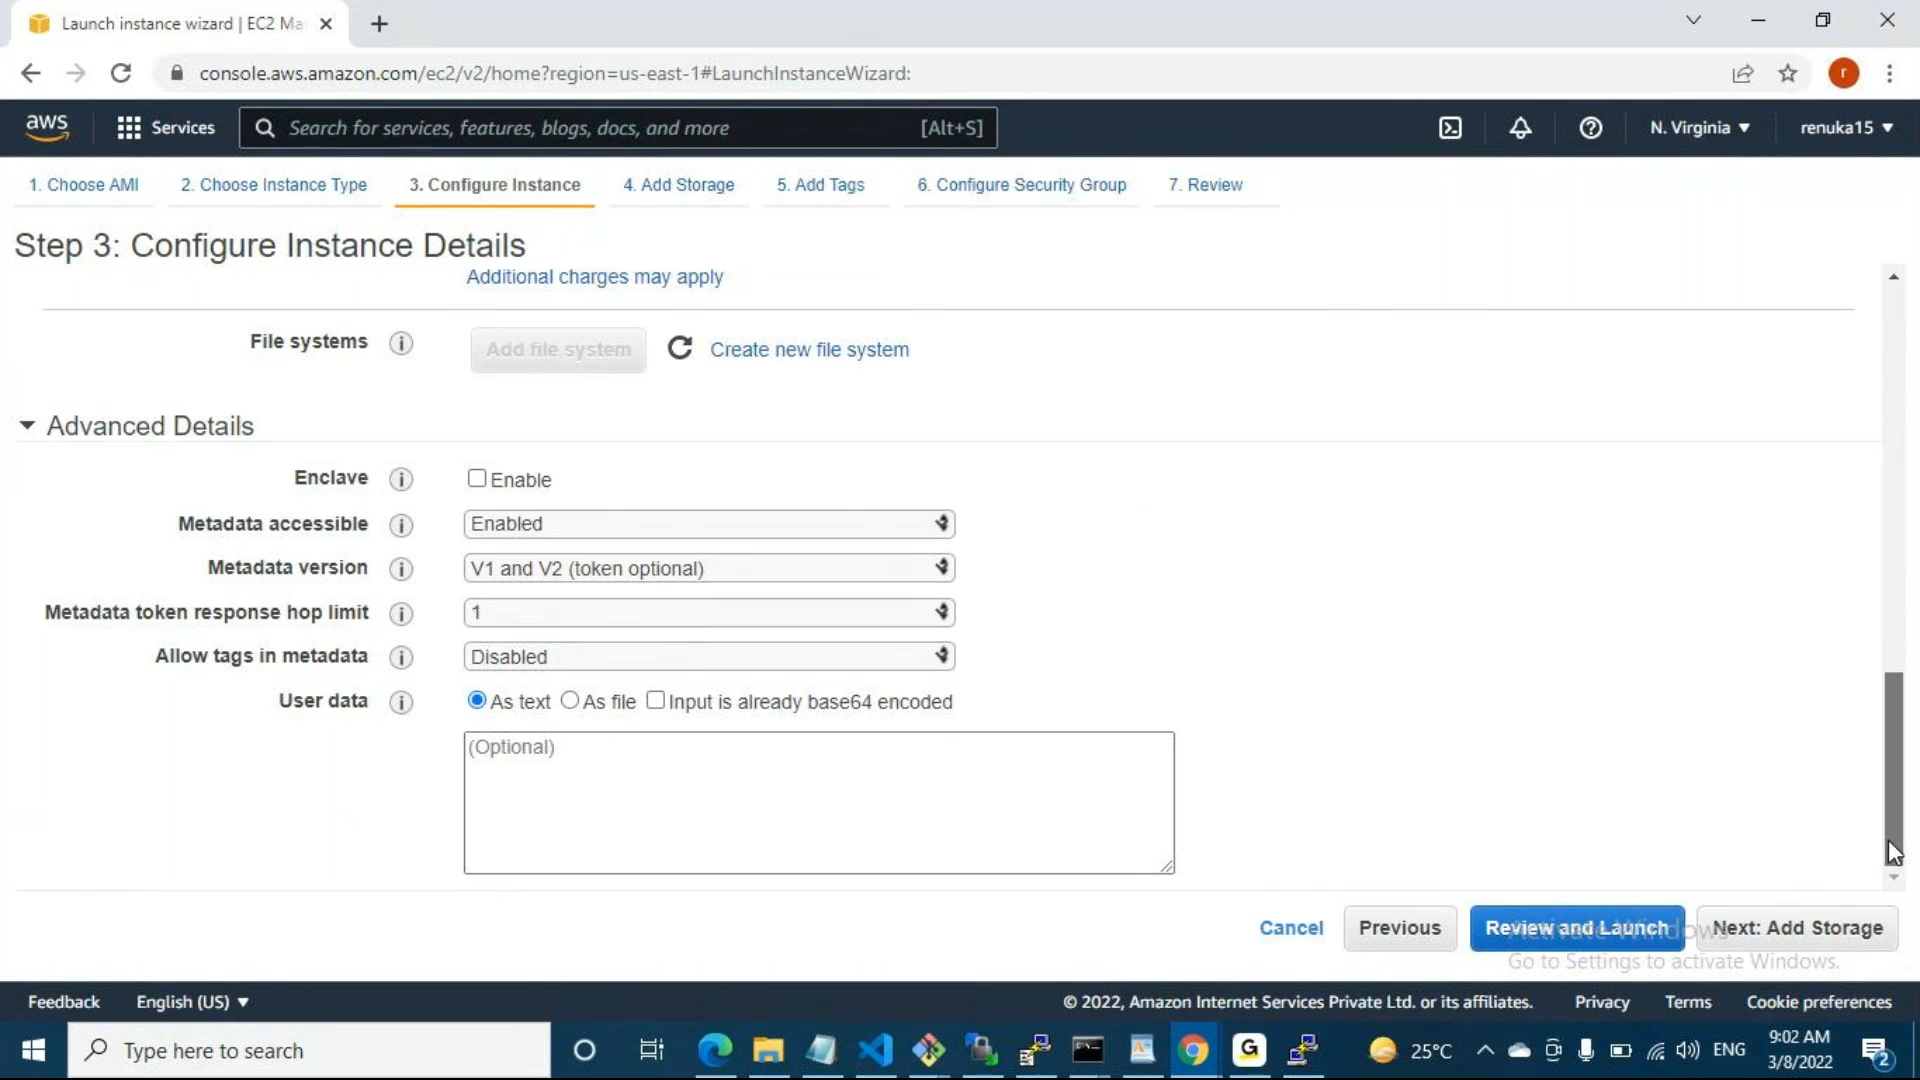 Launch instance wizard | EC2 Ma
console.aws.amazon.com/ec2/v2/home?region=us-east-1#LaunchInstanceWizard:
r
aws
Services
Search for services, features, blogs, docs, and more
[Alt+S]
N. Virginia
renuka15
1. Choose AMI
2. Choose Instance Type
3. Configure Instance
4. Add Storage
5. Add Tags
6. Configure Security Group
7. Review
Step 3: Configure Instance Details
Additional charges may apply
File systems
Add file system
Create new file system
Advanced Details
Enclave
Enable
Metadata accessible
Enabled
Metadata version
V1 and V2 (token optional)
Metadata token response hop limit
1
Allow tags in metadata
Disabled
User data
As text
As file
Input is already base64 encoded
(Optional)
Cancel
Previous
Review and Launch
Next: Add Storage
Activate Windows
Go to Settings to activate Windows.
Feedback
English (US)
© 2022, Amazon Internet Services Private Ltd. or its affiliates.
Privacy
Terms
Cookie preferences
Type here to search
G
25°C
ENG
9:02 AM
3/8/2022
2